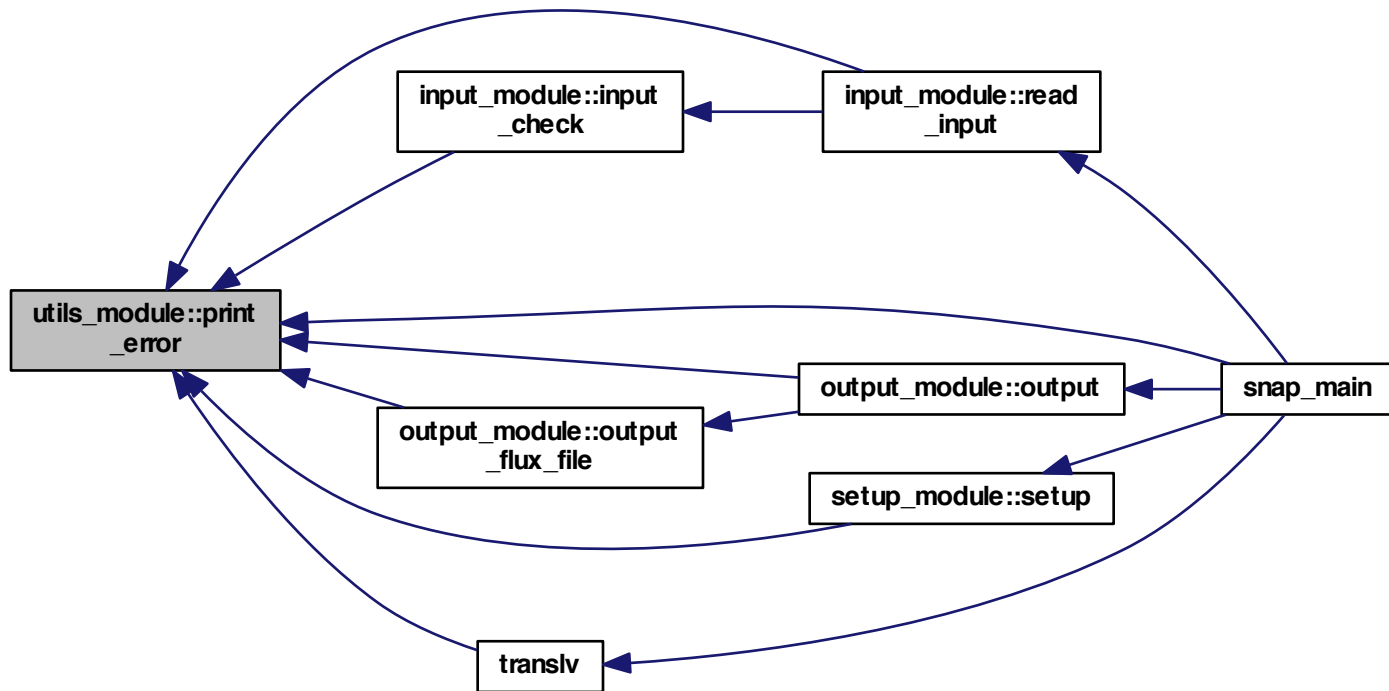 input_module::input
_check
input_module::read
_input
utils_module::print
_error
output_module::output
snap_main
output_module::output
_flux_file
setup_module::setup
translv